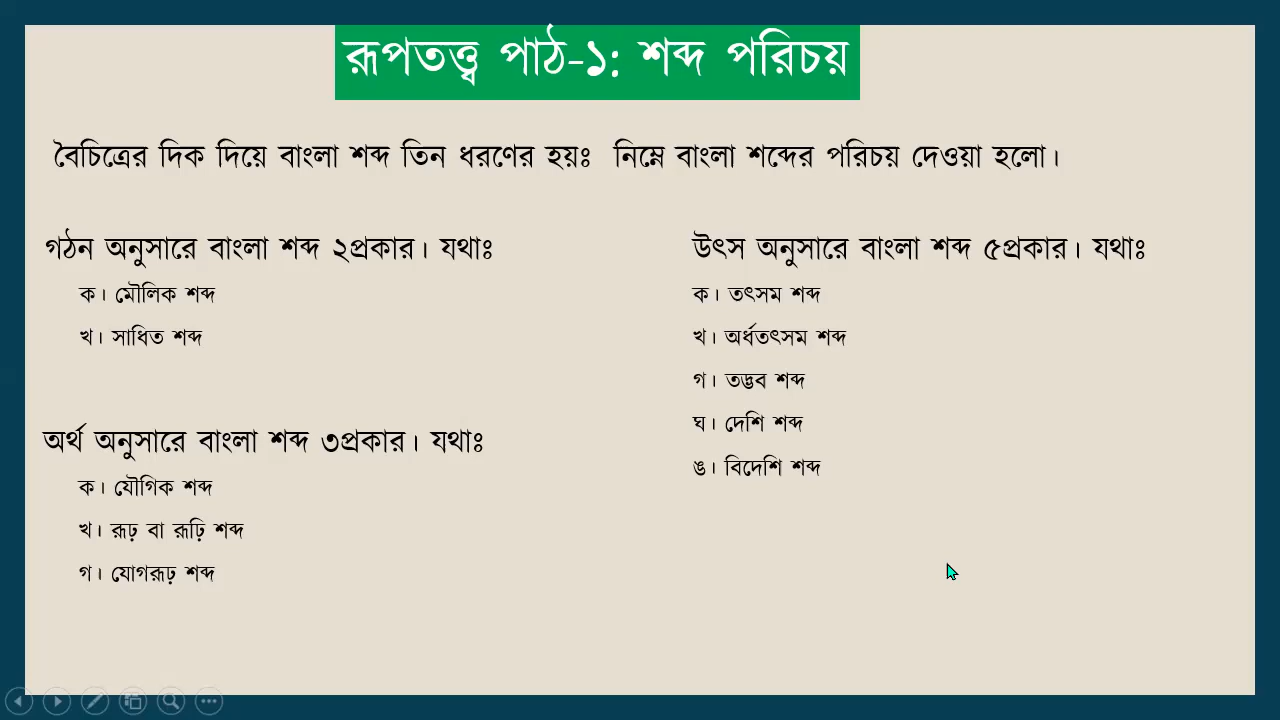 রূপতত্ত্ব পাঠ-১: শব্দ পরিচয়
বৈচিত্রের দিক দিয়ে বাংলা শব্দ তিন ধরণের হয়ঃ নিম্নে বাংলা শব্দের পরিচয় দেওয়া হলো।
গঠন অনুসারে বাংলা শব্দ ২প্রকার। যথাঃ
ক। মৌলিক শব্দ
খ। সাধিত শব্দ
অর্থ অনুসারে বাংলা শব্দ ৩প্রকার। যথাঃ
ক। যৌগিক শব্দ
খ। রূঢ় বা রূঢ়ি শব্দ
গ। যোগরূঢ় শব্দ
উৎস অনুসারে বাংলা শব্দ ৫প্রকার। যথাঃ
ক। তৎসম শব্দ
খ। অর্ধতৎসম শব্দ
গ। তদ্ভব শব্দ
ঘ। দেশি শব্দ
ঙ। বিদেশি শব্দ